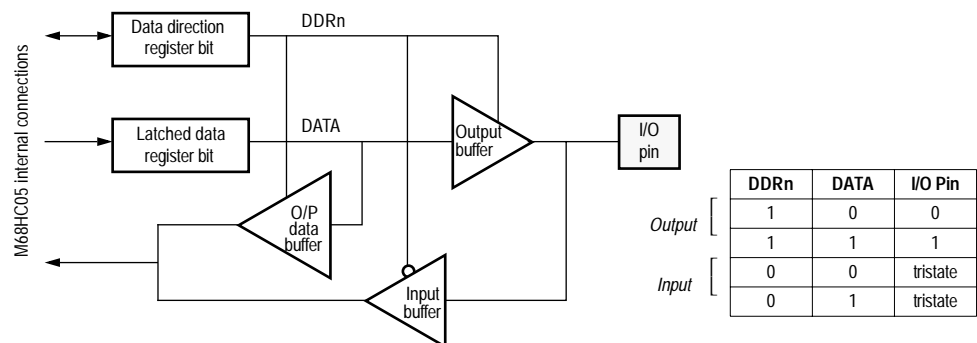 M68HC05 internal connections
Data direction
register bit
DDRn
Latched data
register bit
DATA
Output
buffer
I/O
pin
O/P
data
buffer
Input
buffer
DDRn DATA I/O Pin
Output
1 0 0
1 1 1
Input
0 0 tristate
0 1 tristate